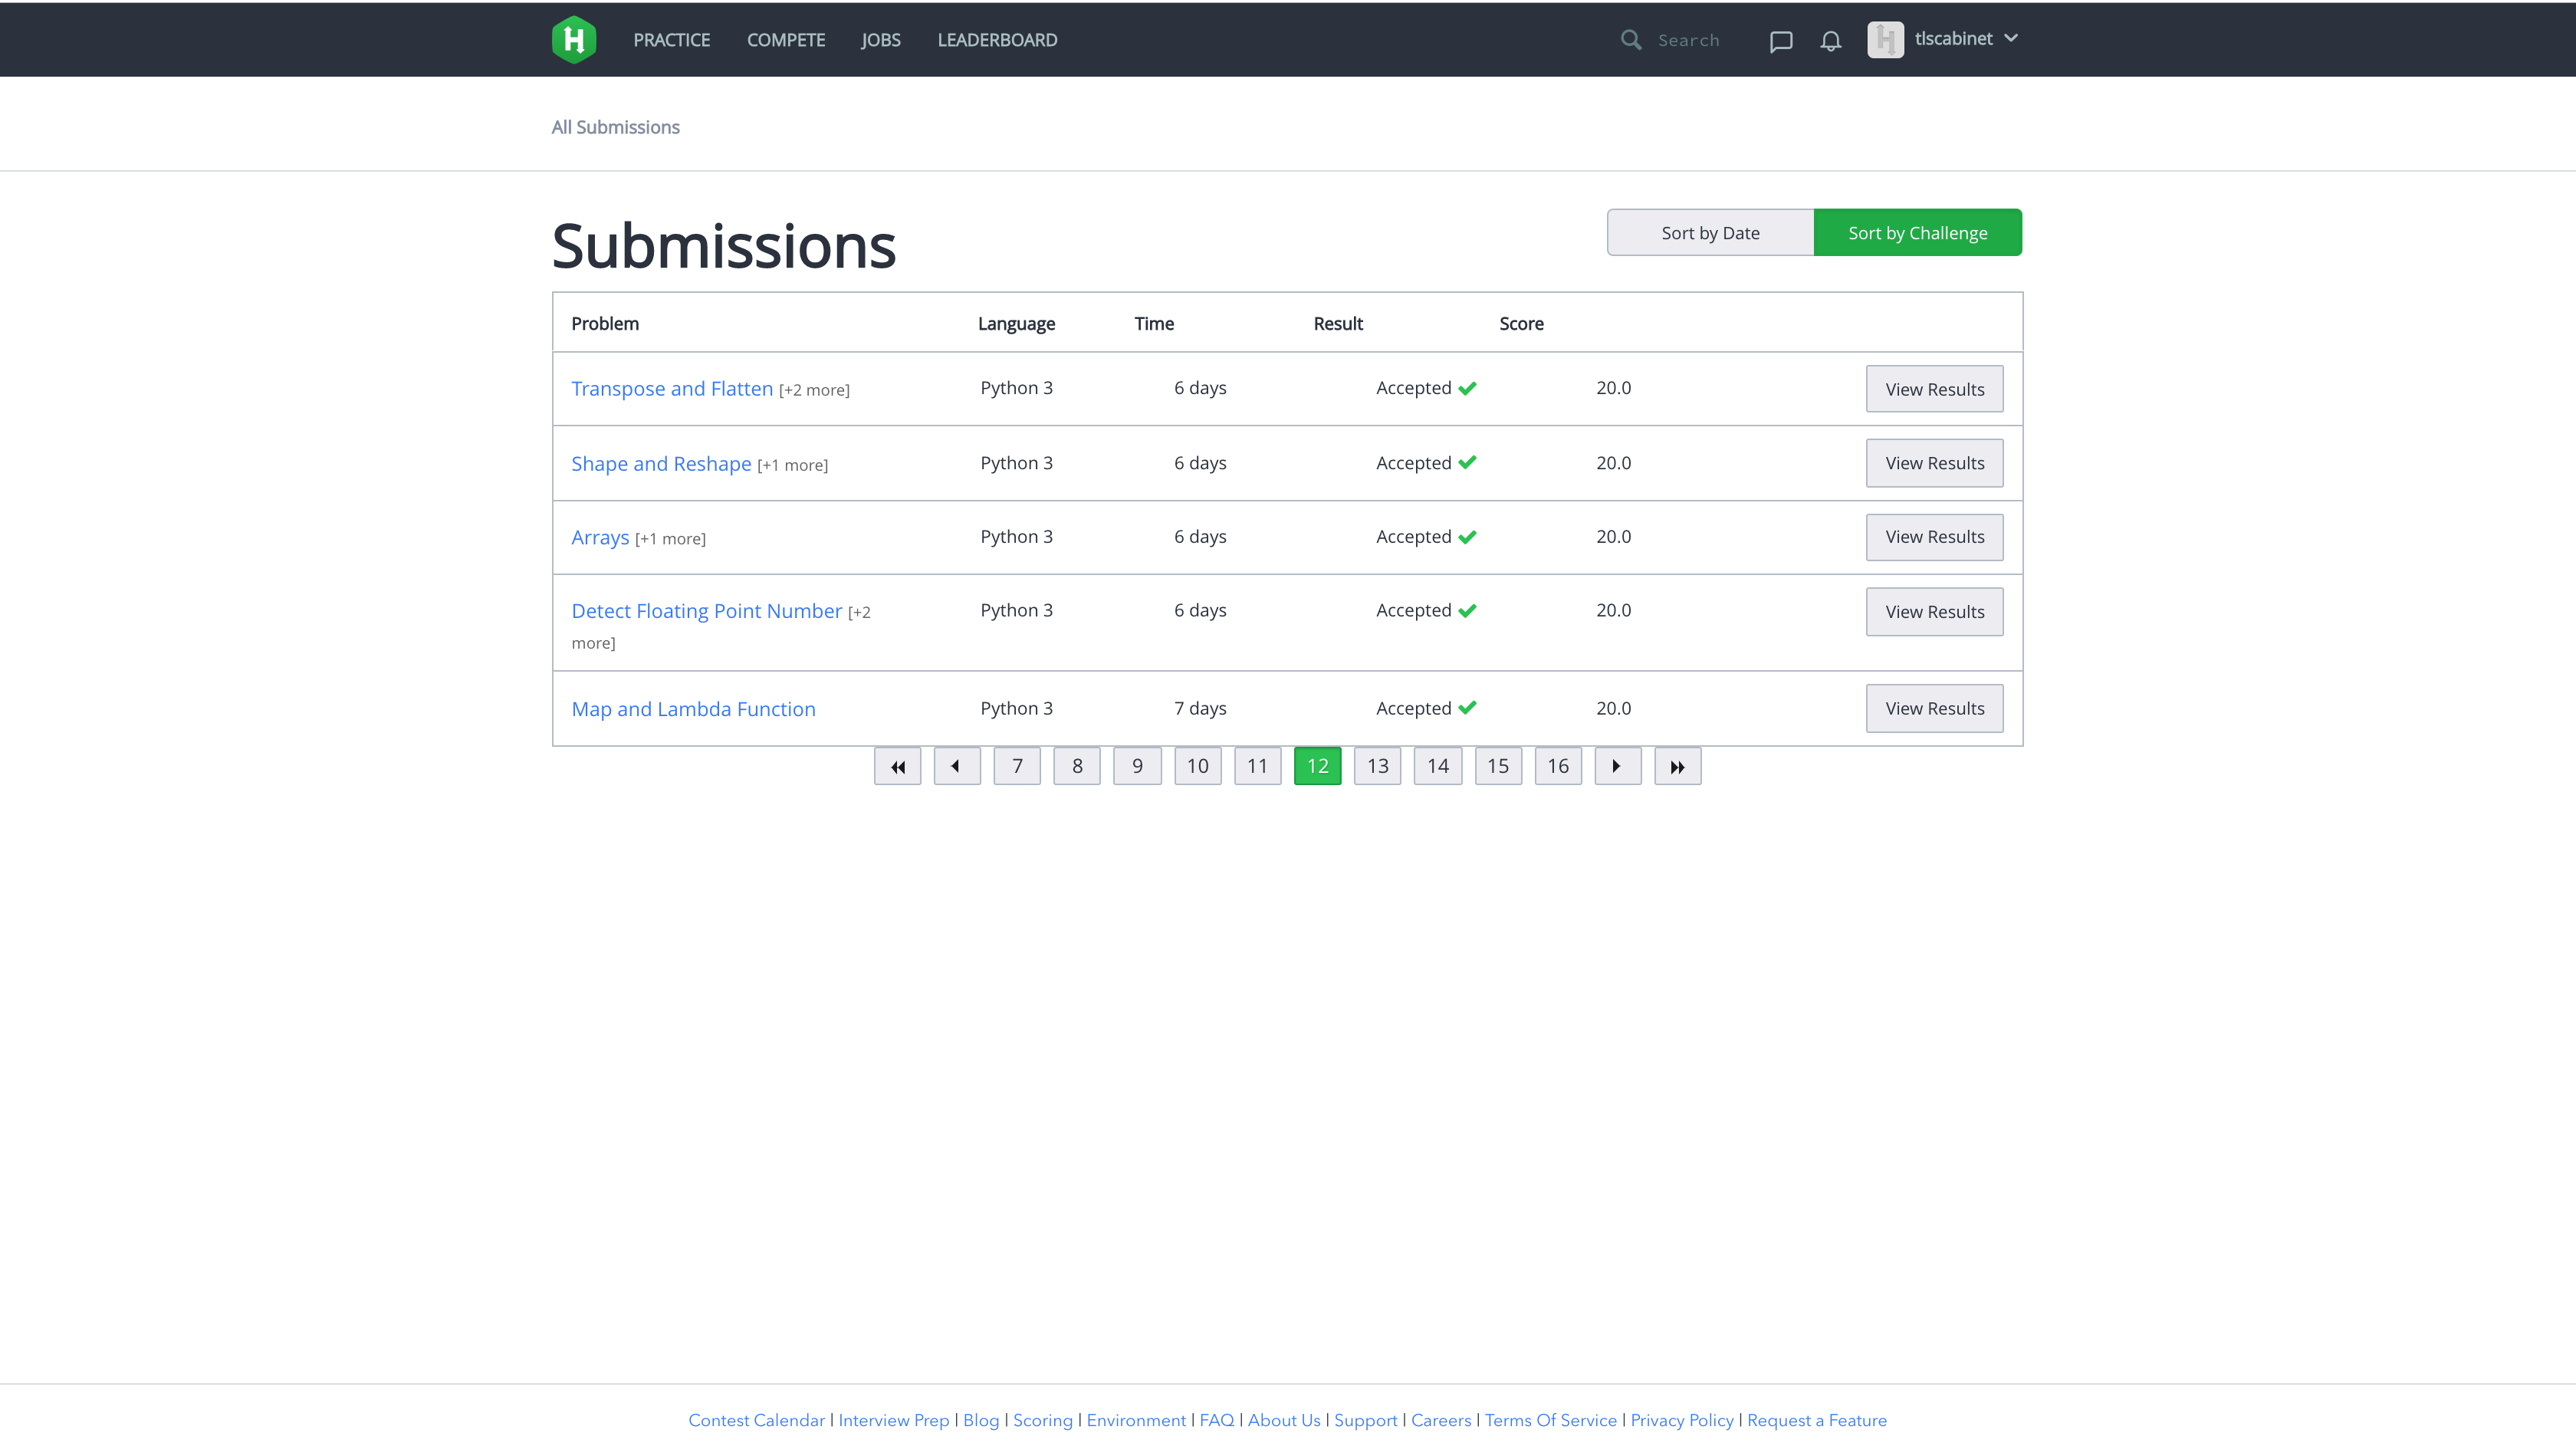 PRACTICE COMPETE JOBS LEADERBOARD Search tlscabinet
All Submissions
Submissions
Sort by Date Sort by Challenge
Problem Language Time Result Score
Transpose and Flatten [+2 more] Python 3 6 days Accepted 20.0 View Results
Shape and Reshape [+1 more] Python 3 6 days Accepted 20.0 View Results
Arrays [+1 more] Python 3 6 days Accepted 20.0 View Results
Detect Floating Point Number [+2 Python 3 6 days Accepted 20.0 View Results
more]
Map and Lambda Function Python 3 7 days Accepted 20.0 View Results
7 8 9 10 11 12 13 14 15 16
Contest Calendar | Interview Prep | Blog | Scoring | Environment | FAQ | About Us | Support | Careers | Terms Of Service | Privacy Policy | Request a Feature